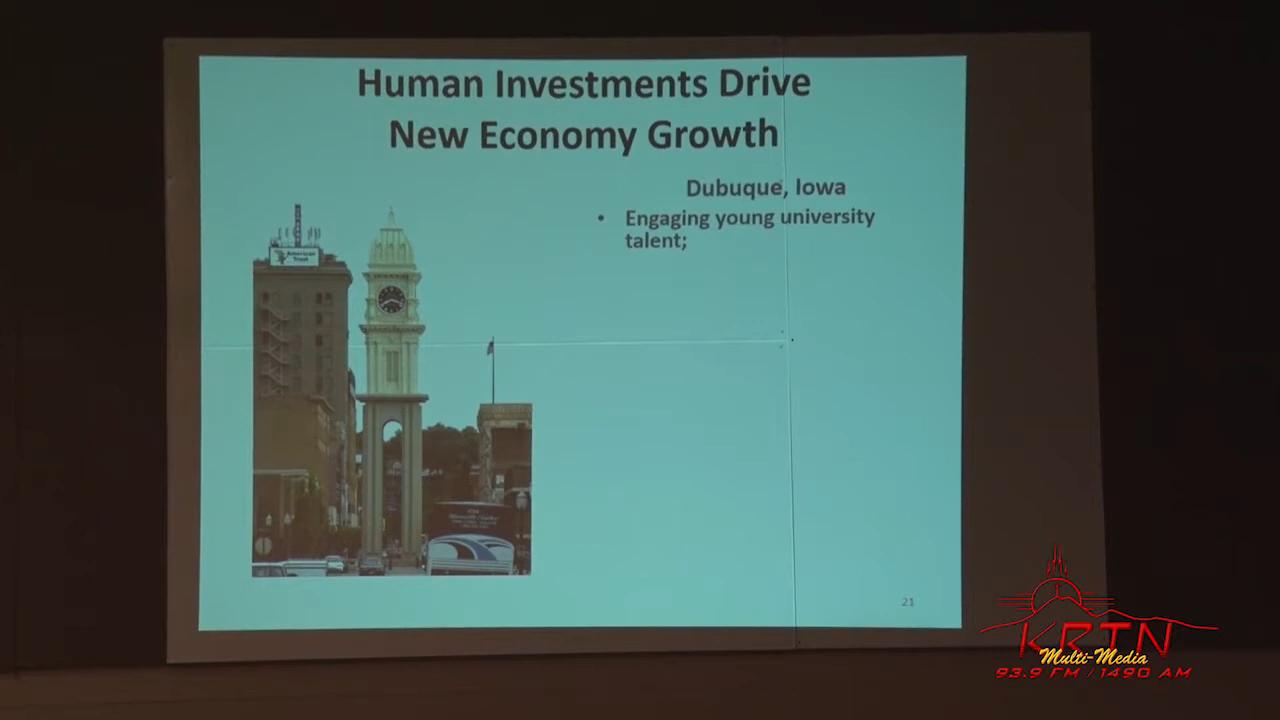 Human Investments Drive
New Economy Growth
Dubuque, Iowa
• Engaging young university
talent;
American
Trust
21
KRTN
Multi-Media
93.9 FM / 1490 AM